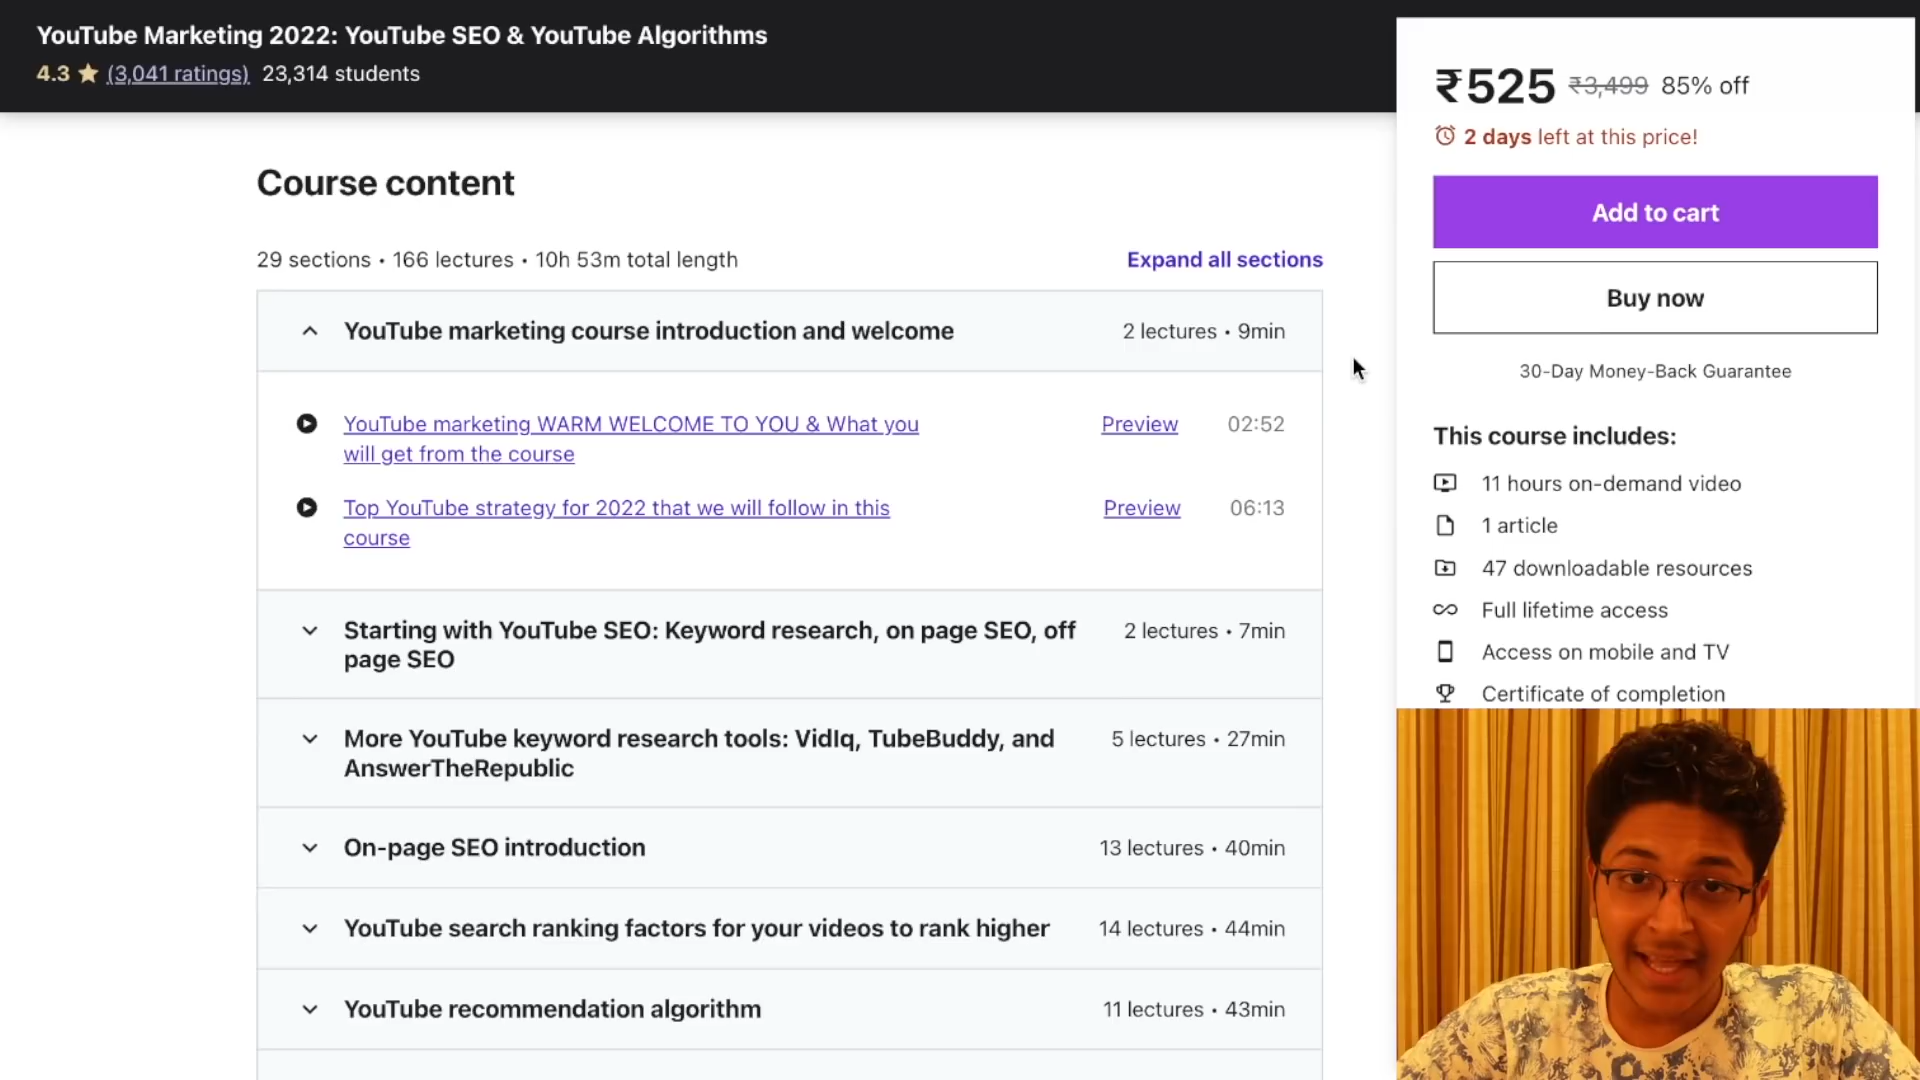 YouTube Marketing 2022: YouTube SEO & YouTube Algorithms
4.3 ★ (3,041 ratings) 23,314 students
₹525 ₹3,499 85% off
2 days left at this price!
Add to cart
Buy now
30-Day Money-Back Guarantee
This course includes:
11 hours on-demand video
1 article
47 downloadable resources
Full lifetime access
Access on mobile and TV
Certificate of completion
Course content
29 sections • 166 lectures • 10h 53m total length
Expand all sections
YouTube marketing course introduction and welcome 2 lectures • 9min
YouTube marketing WARM WELCOME TO YOU & What you Preview 02:52
will get from the course
Top YouTube strategy for 2022 that we will follow in this Preview 06:13
course
Starting with YouTube SEO: Keyword research, on page SEO, off 2 lectures • 7min
page SEO
More YouTube keyword research tools: VidIq, TubeBuddy, and 5 lectures • 27min
AnswerTheRepublic
On-page SEO introduction 13 lectures • 40min
YouTube search ranking factors for your videos to rank higher 14 lectures • 44min
YouTube recommendation algorithm 11 lectures • 43min